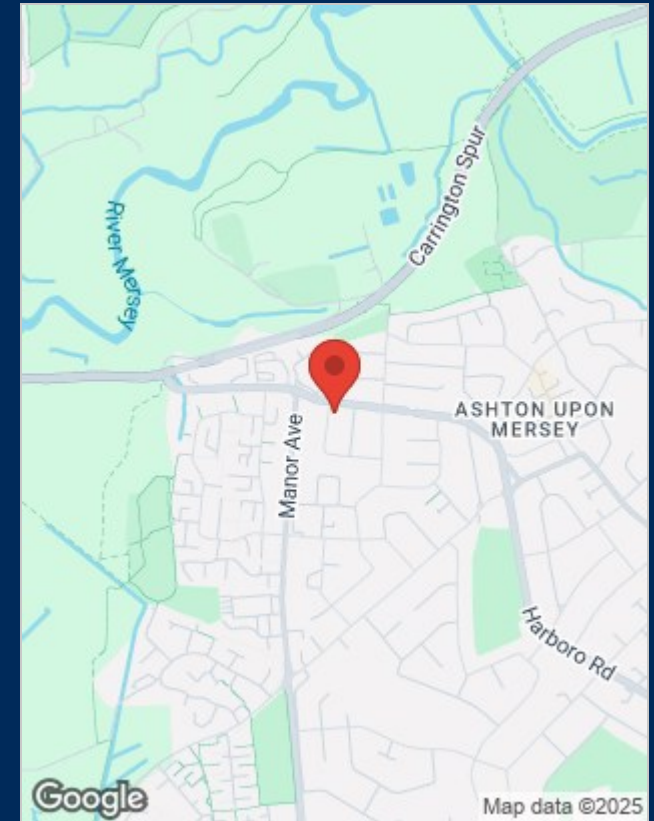 River Mersey
Carrington Spur
ASHTON UPON
MERSEY
Manor Ave
Harboro Rd
Google
Map data ©2025